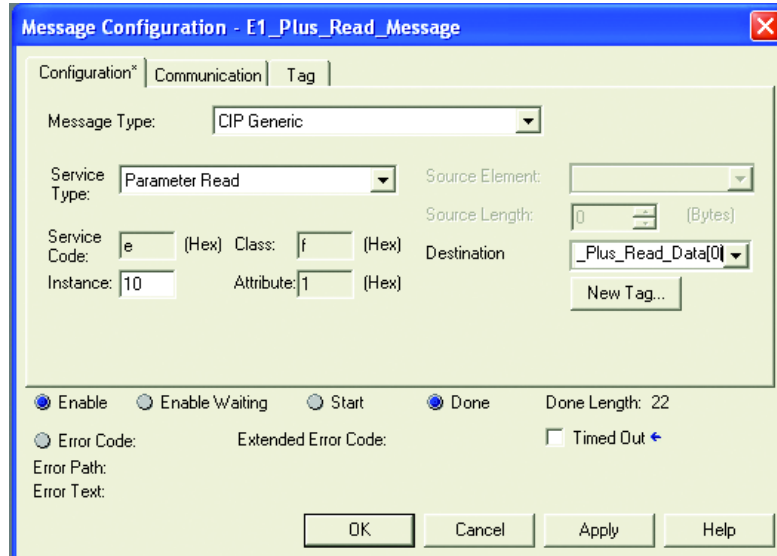 Message Configuration - E1_Plus_Read_Message
Configuration* Communication Tag
Message Type: CIP Generic
Service Type: Parameter Read
Source Element:
Source Length: 0 (Bytes)
Service Code: e (Hex) Class: f (Hex)
Destination _Plus_Read_Data[0]
Instance: 10 Attribute: 1 (Hex)
New Tag...
Enable Enable Waiting Start Done Done Length: 22
Error Code: Extended Error Code: Timed Out
Error Path:
Error Text:
OK Cancel Apply Help